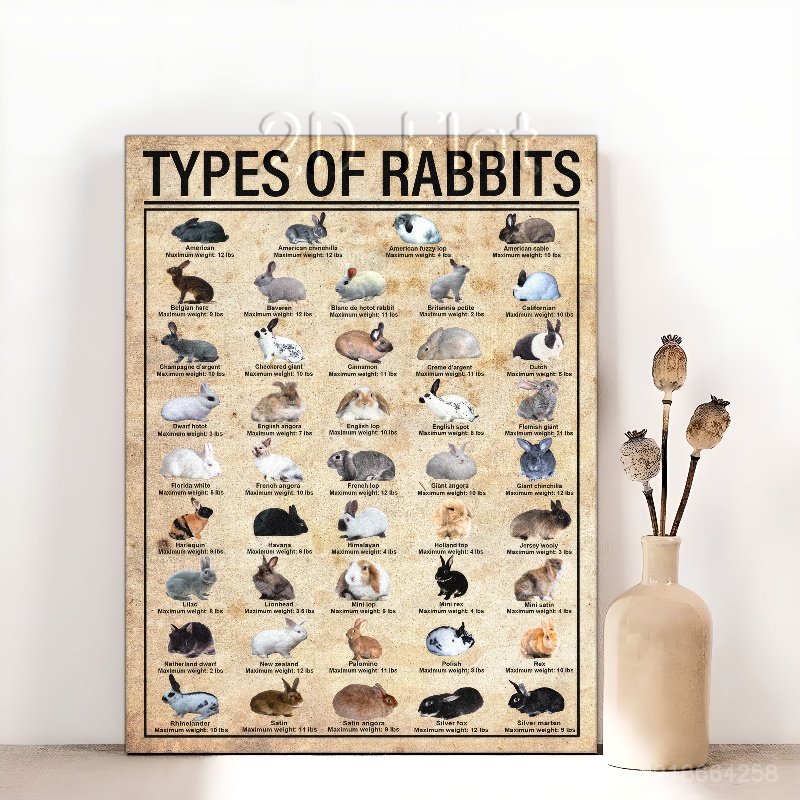 2D Flat
TYPES OF RABBITS
American
Maximum weight: 12 lbs
American chinchilla
Maximum weight: 12 lbs
American fuzzy lop
Maximum weight: 4 lbs
American sable
Maximum weight: 10 lbs
Belgian hare
Maximum weight: 9 lbs
Beveren
Maximum weight: 12 lbs
Blanc de hotot rabbit
Maximum weight: 11 lbs
Britannia petite
Maximum weight: 2 lbs
Californian
Maximum weight: 10 lbs
Champagne d'argent
Maximum weight: 10 lbs
Checkered giant
Maximum weight: 10 lbs
Cinnamon
Maximum weight: 11 lbs
Creme d'argent
Maximum weight: 11 lbs
Dutch
Maximum weight: 5 lbs
Dwarf hotot
Maximum weight: 3 lbs
English angora
Maximum weight: 7 lbs
English lop
Maximum weight: 10 lbs
English spot
Maximum weight: 8 lbs
Flemish giant
Maximum weight: 21 lbs
Florida white
Maximum weight: 5 lbs
French angora
Maximum weight: 10 lbs
French lop
Maximum weight: 12 lbs
Giant angora
Maximum weight: 10 lbs
Giant chinchilla
Maximum weight: 12 lbs
Harlequin
Maximum weight: 9 lbs
Havana
Maximum weight: 6 lbs
Himalayan
Maximum weight: 4 lbs
Holland lop
Maximum weight: 4 lbs
Jersey wooly
Maximum weight: 3 lbs
Lilac
Maximum weight: 8 lbs
Lionhead
Maximum weight: 3.5 lbs
Mini lop
Maximum weight: 6 lbs
Mini rex
Maximum weight: 4 lbs
Mini satin
Maximum weight: 4 lbs
Netherland dwarf
Maximum weight: 2 lbs
New zealand
Maximum weight: 12 lbs
Palomino
Maximum weight: 11 lbs
Polish
Maximum weight: 3 lbs
Rex
Maximum weight: 10 lbs
Rhinelander
Maximum weight: 10 lbs
Satin
Maximum weight: 11 lbs
Satin angora
Maximum weight: 9 lbs
Silver fox
Maximum weight: 12 lbs
Silver marten
Maximum weight: 9 lbs